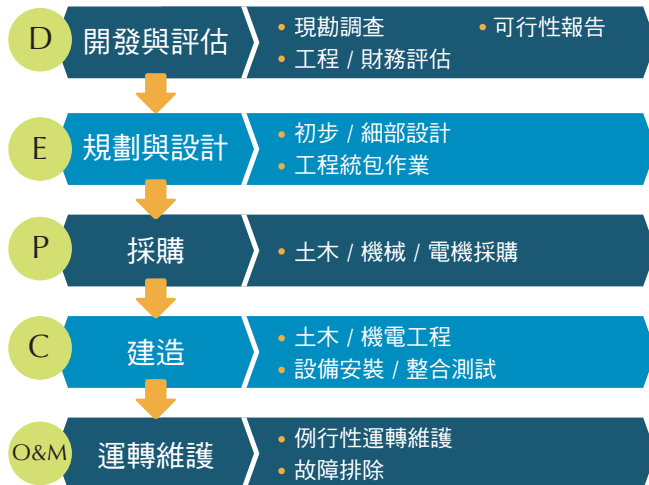 D
開發與評估
• 現勘調查 • 可行性報告
• 工程 / 財務評估
E
規劃與設計
• 初步 / 細部設計
• 工程統包作業
P
採購
• 土木 / 機械 / 電機採購
C
建造
• 土木 / 機電工程
• 設備安裝 / 整合測試
O&M
運轉維護
• 例行性運轉維護
• 故障排除